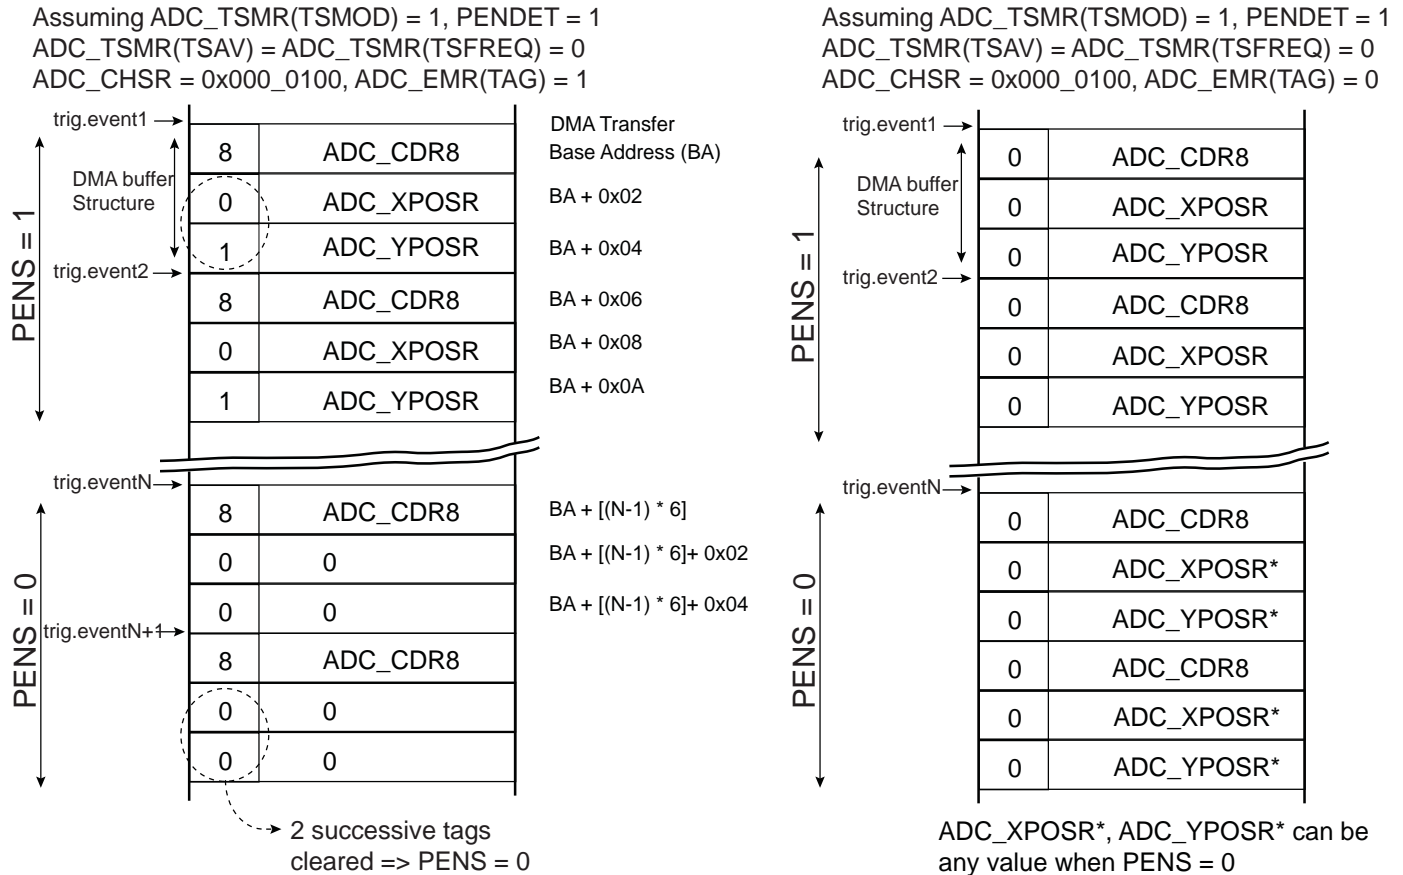 Assuming ADC_TSMR(TSMOD) = 1, PENDET = 1
ADC_TSMR(TSAV) = ADC_TSMR(TSFREQ) = 0
ADC_CHSR = 0x000_0100, ADC_EMR(TAG) = 1
trig.event1
DMA Transfer
8 ADC_CDR8 Base Address (BA)
DMA buffer
Structure
0 ADC_XPOSR BA + 0x02
1 ADC_YPOSR BA + 0x04
trig.event2
8 ADC_CDR8 BA + 0x06
0 ADC_XPOSR BA + 0x08
1 ADC_YPOSR BA + 0x0A
PENS = 1
trig.eventN
8 ADC_CDR8 BA + [(N-1) * 6]
0 0 BA + [(N-1) * 6]+ 0x02
0 0 BA + [(N-1) * 6]+ 0x04
trig.eventN+1
8 ADC_CDR8
0 0
0 0
PENS = 0
2 successive tags
cleared => PENS = 0
Assuming ADC_TSMR(TSMOD) = 1, PENDET = 1
ADC_TSMR(TSAV) = ADC_TSMR(TSFREQ) = 0
ADC_CHSR = 0x000_0100, ADC_EMR(TAG) = 0
trig.event1
0 ADC_CDR8
DMA buffer
Structure
0 ADC_XPOSR
0 ADC_YPOSR
trig.event2
0 ADC_CDR8
0 ADC_XPOSR
0 ADC_YPOSR
PENS = 1
trig.eventN
0 ADC_CDR8
0 ADC_XPOSR*
0 ADC_YPOSR*
0 ADC_CDR8
0 ADC_XPOSR*
0 ADC_YPOSR*
PENS = 0
ADC_XPOSR*, ADC_YPOSR* can be
any value when PENS = 0